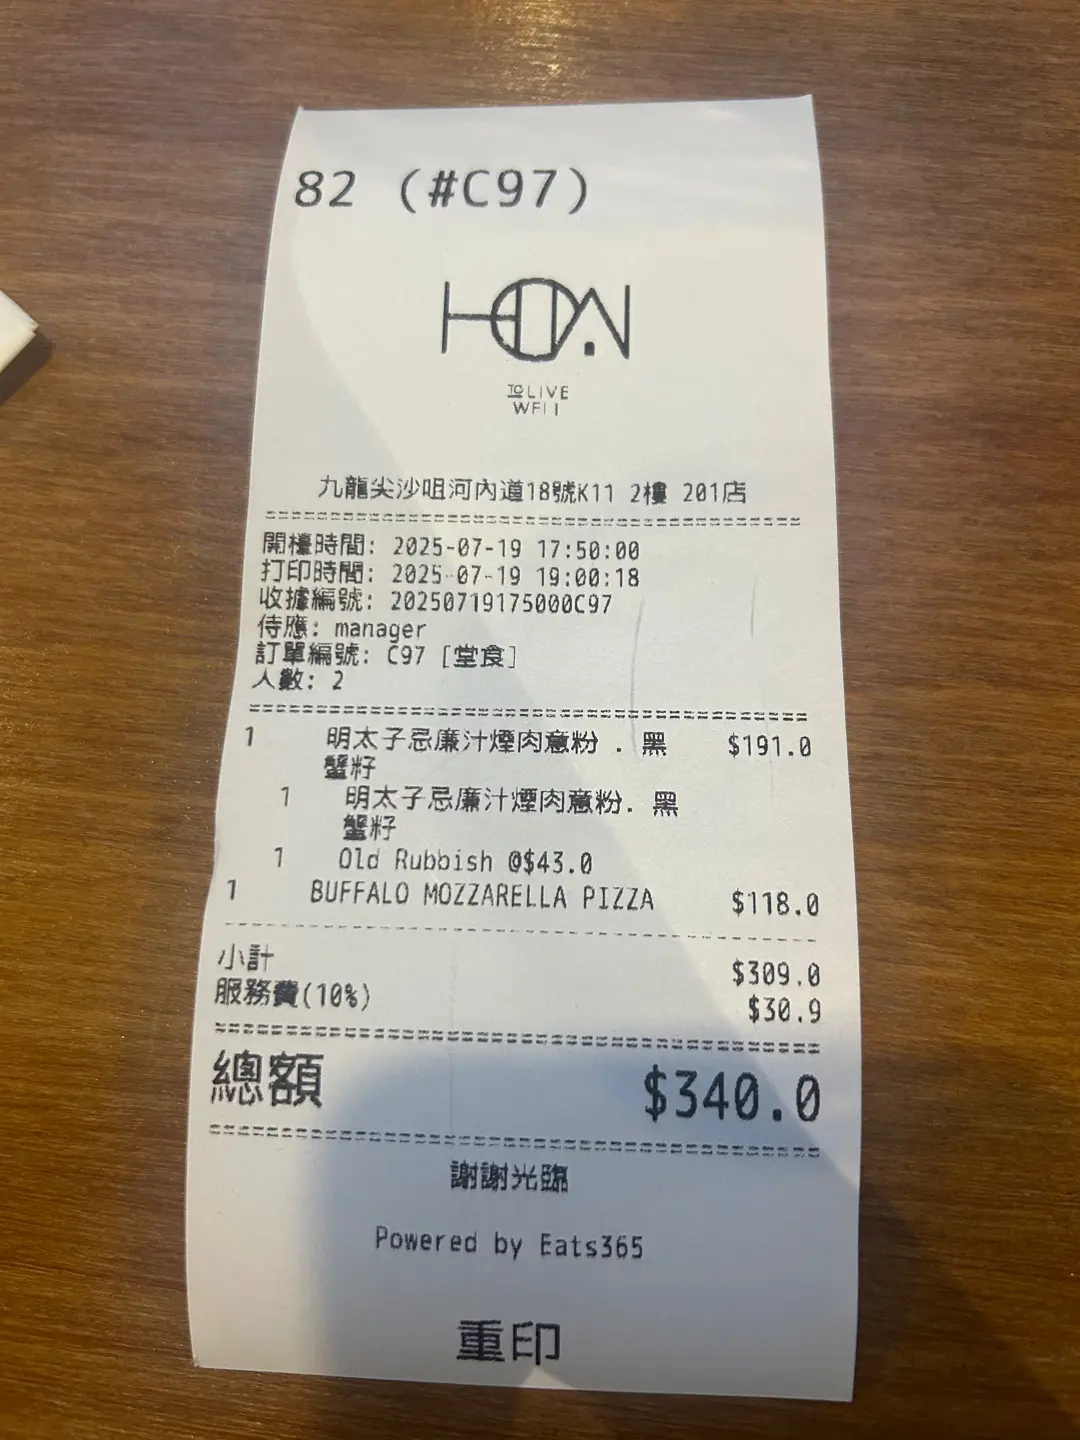 82 (#C97)
HOW
TO LIVE
WELL
九龍尖沙咀河內道18號K11 2樓 201店
開檯時間: 2025-07-19 17:50:00
打印時間: 2025-07-19 19:00:18
收據編號: 20250719175000C97
侍應: manager
訂單編號: C97 [堂食]
人數: 2
1 明太子忌廉汁煙肉意粉 . 黑 $191.0
蟹籽
1 明太子忌廉汁煙肉意粉. 黑
蟹籽
1 Old Rubbish @$43.0
1 BUFFALO MOZZARELLA PIZZA $118.0
小計 $309.0
服務費(10%) $30.9
總額 $340.0
謝謝光臨
Powered by Eats365
重印